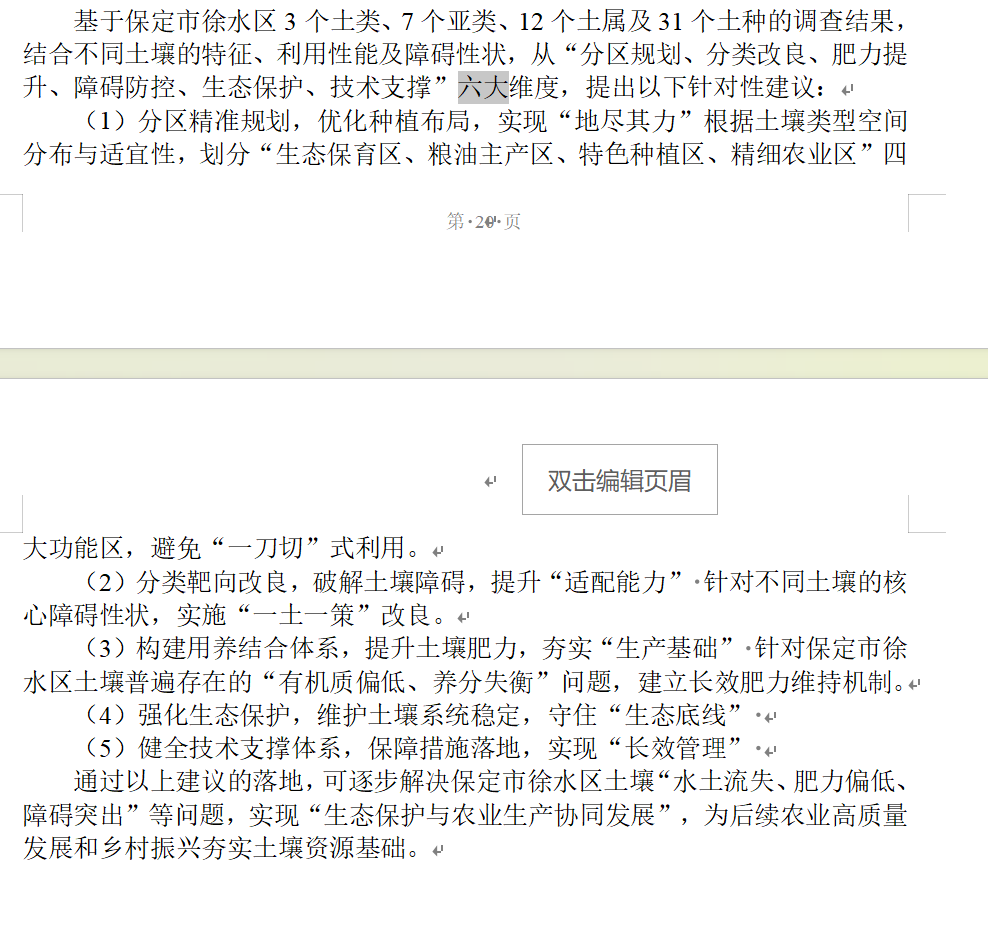 基于保定市徐水区 3 个土类、7 个亚类、12 个土属及 31 个土种的调查结果，
结合不同土壤的特征、利用性能及障碍性状，从“分区规划、分类改良、肥力提
升、障碍防控、生态保护、技术支撑”六大维度，提出以下针对性建议：
（1）分区精准规划，优化种植布局，实现“地尽其力”根据土壤类型空间
分布与适宜性，划分“生态保育区、粮油主产区、特色种植区、精细农业区”四
第·20·页
双击编辑页眉
大功能区，避免“一刀切”式利用。
（2）分类靶向改良，破解土壤障碍，提升“适配能力”·针对不同土壤的核
心障碍性状，实施“一土一策”改良。
（3）构建用养结合体系，提升土壤肥力，夯实“生产基础”·针对保定市徐
水区土壤普遍存在的“有机质偏低、养分失衡”问题，建立长效肥力维持机制。
（4）强化生态保护，维护土壤系统稳定，守住“生态底线”·
（5）健全技术支撑体系，保障措施落地，实现“长效管理”·
通过以上建议的落地，可逐步解决保定市徐水区土壤“水土流失、肥力偏低、
障碍突出”等问题，实现“生态保护与农业生产协同发展”，为后续农业高质量
发展和乡村振兴夯实土壤资源基础。